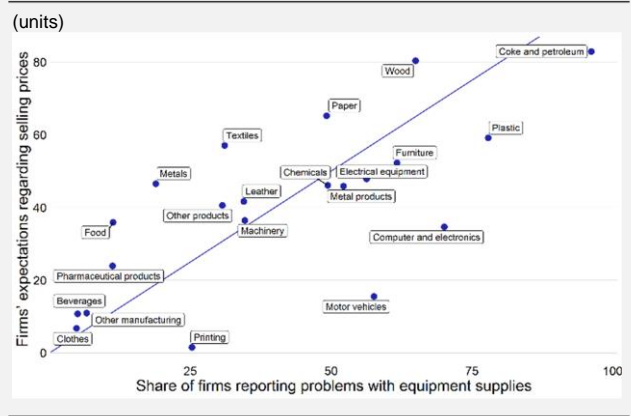 (units)
Firms' expectations regarding selling prices
80
60
40
20
0
Coke and petroleum
Wood
Paper
Plastic
Textiles
Furniture
Chemicals
Electrical equipment
Metals
Leather
Metal products
Other products
Food
Machinery
Computer and electronics
Pharmaceutical products
Beverages
Motor vehicles
Other manufacturing
Clothes
Printing
25
50
75
100
Share of firms reporting problems with equipment supplies